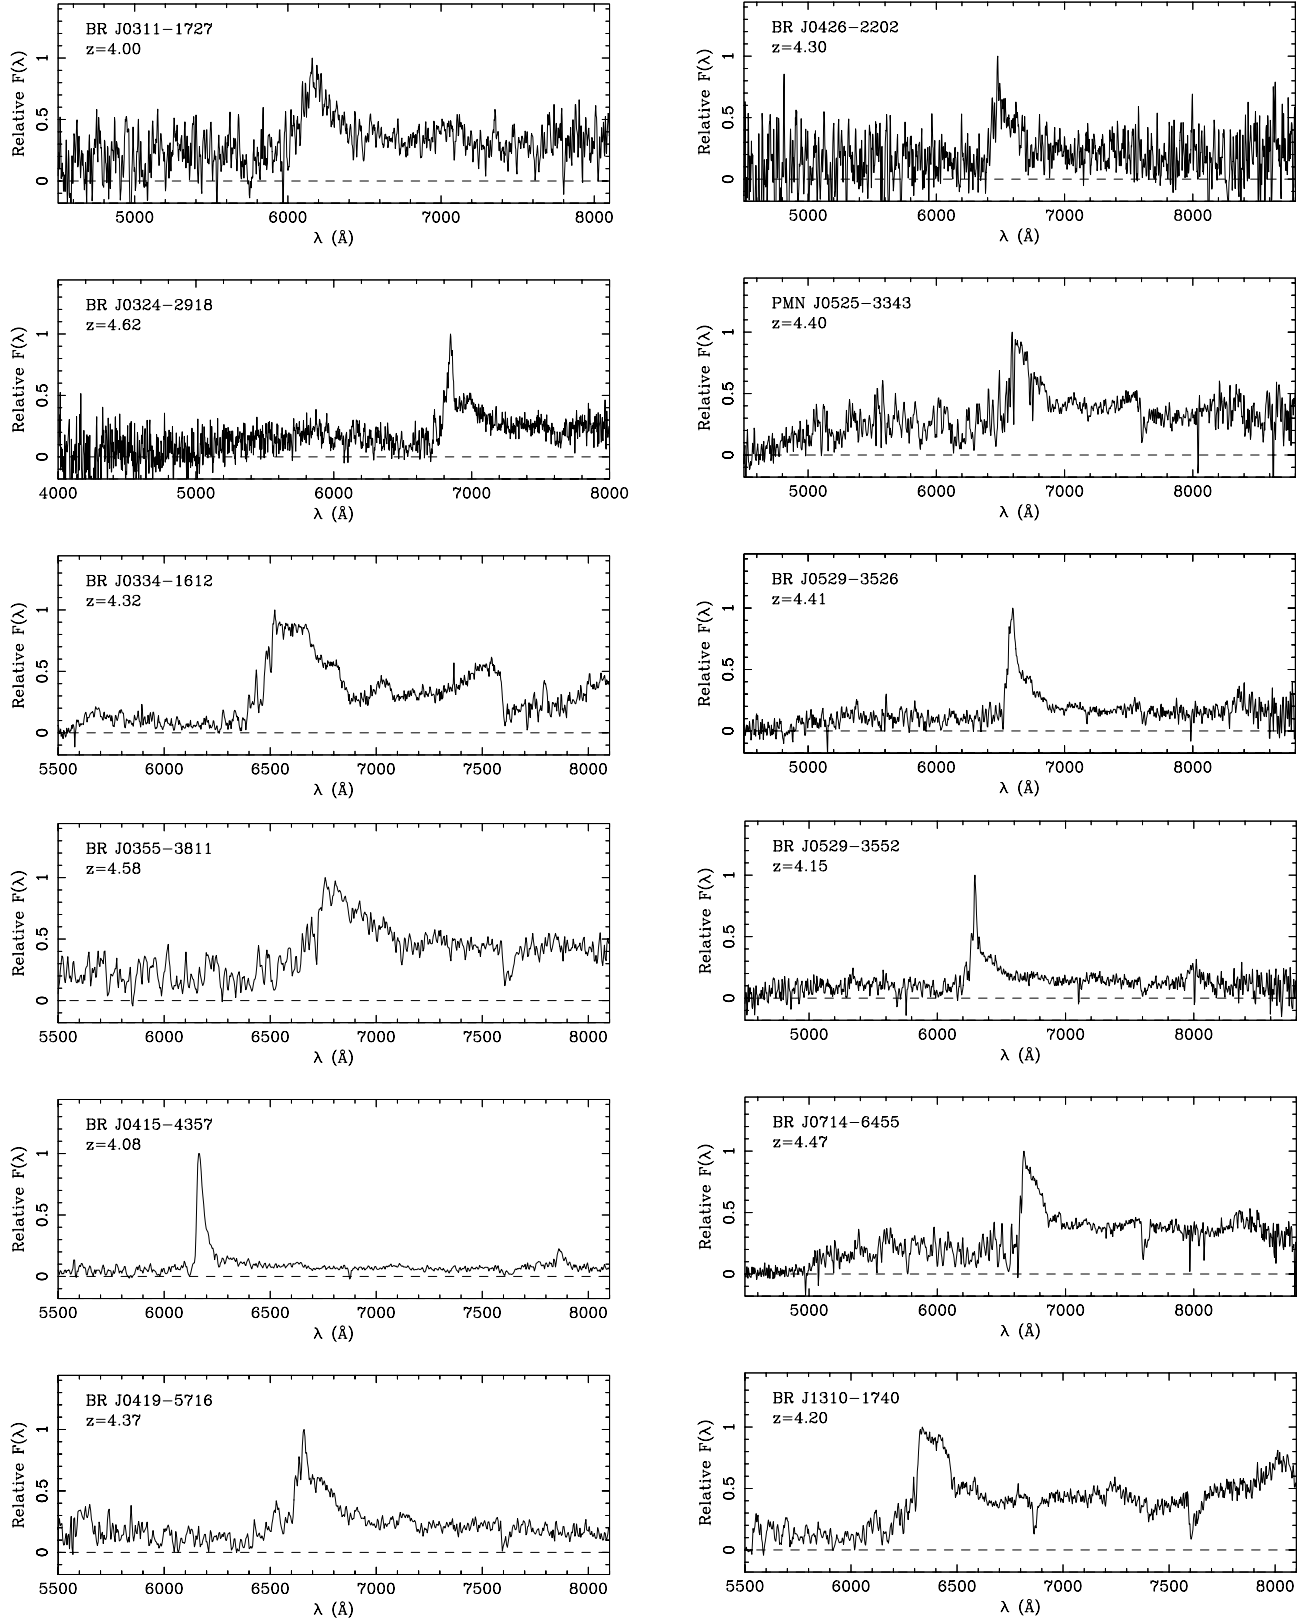 BR J0311−1727
z=4.00
Relative F(λ)
1
0.5
0
5000 6000 7000 8000
λ (Å)
BR J0426−2202
z=4.30
Relative F(λ)
1
0.5
0
5000 6000 7000 8000
λ (Å)
BR J0324−2918
z=4.62
Relative F(λ)
1
0.5
0
4000 5000 6000 7000 8000
λ (Å)
PMN J0525−3343
z=4.40
Relative F(λ)
1
0.5
0
5000 6000 7000 8000
λ (Å)
BR J0334−1612
z=4.32
Relative F(λ)
1
0.5
0
5500 6000 6500 7000 7500 8000
λ (Å)
BR J0529−3526
z=4.41
Relative F(λ)
1
0.5
0
5000 6000 7000 8000
λ (Å)
BR J0355−3811
z=4.58
Relative F(λ)
1
0.5
0
5500 6000 6500 7000 7500 8000
λ (Å)
BR J0529−3552
z=4.15
Relative F(λ)
1
0.5
0
5000 6000 7000 8000
λ (Å)
BR J0415−4357
z=4.08
Relative F(λ)
1
0.5
0
5500 6000 6500 7000 7500 8000
λ (Å)
BR J0714−6455
z=4.47
Relative F(λ)
1
0.5
0
5000 6000 7000 8000
λ (Å)
BR J0419−5716
z=4.37
Relative F(λ)
1
0.5
0
5500 6000 6500 7000 7500 8000
λ (Å)
BR J1310−1740
z=4.20
Relative F(λ)
1
0.5
0
5500 6000 6500 7000 7500 8000
λ (Å)